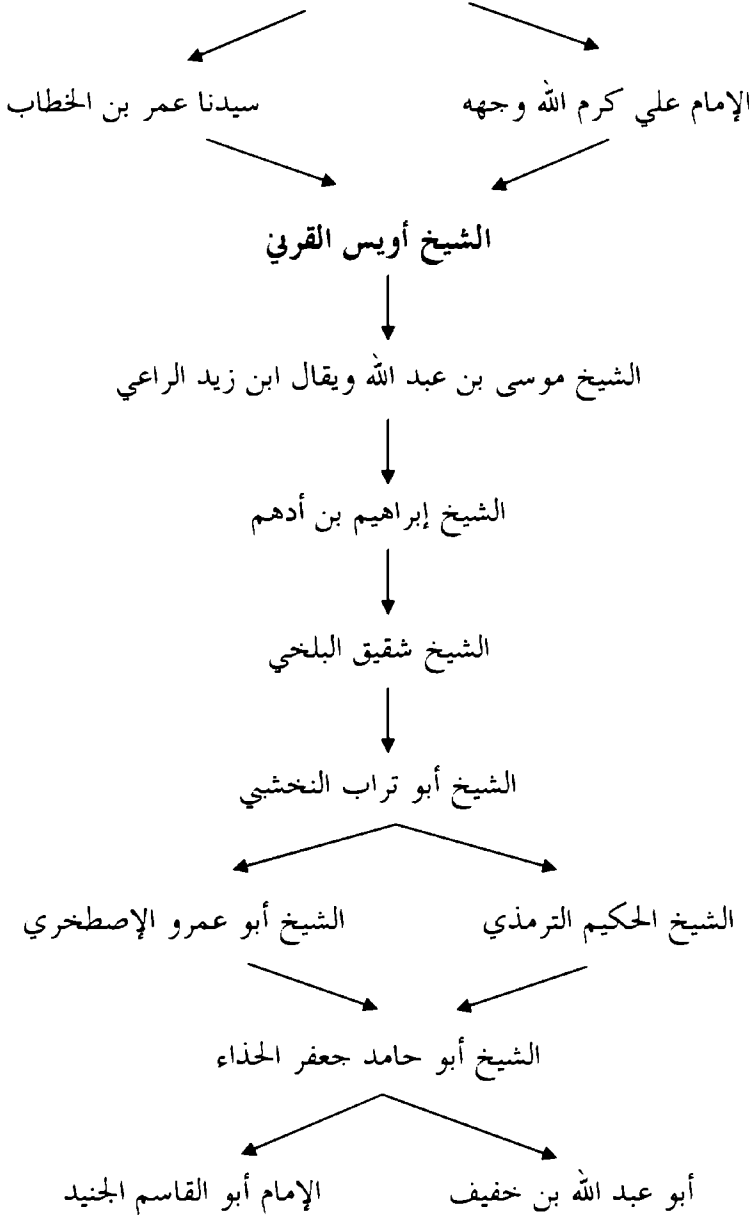 الإمام علي كرم الله وجهه
سيدنا عمر بن الخطاب
الشيخ أويس القرني
الشيخ موسى بن عبد الله ويقال ابن زيد الراعي
الشيخ إبراهيم بن أدهم
الشيخ شقيق البلخي
الشيخ أبو تراب النخشبي
الشيخ الحكيم الترمذي
الشيخ أبو عمرو الإصطخري
الشيخ أبو حامد جعفر الحذاء
أبو عبد الله بن خفيف
الإمام أبو القاسم الجنيد